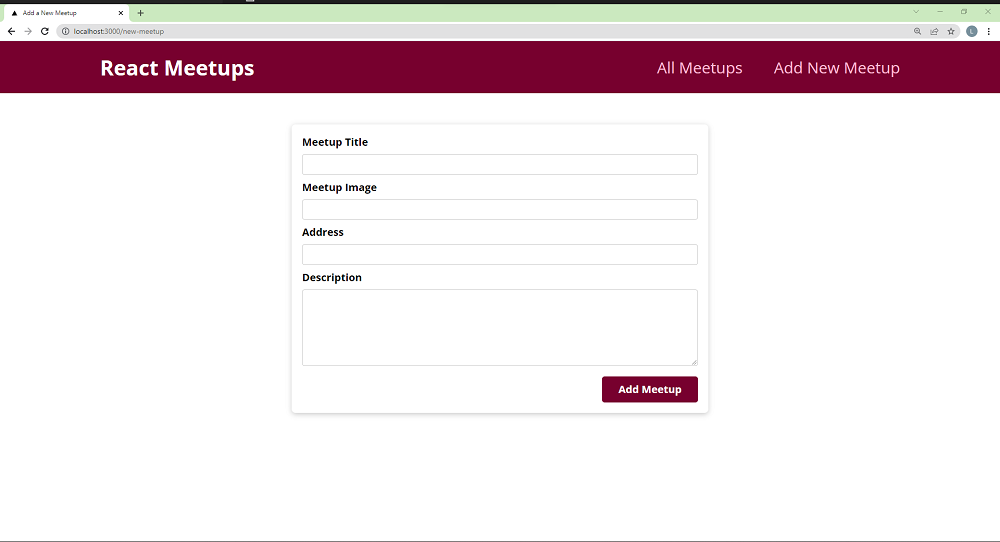 Add a New Meetup
localhost:3000/new-meetup
L
React Meetups
All Meetups
Add New Meetup
Meetup Title
Meetup Image
Address
Description
Add Meetup